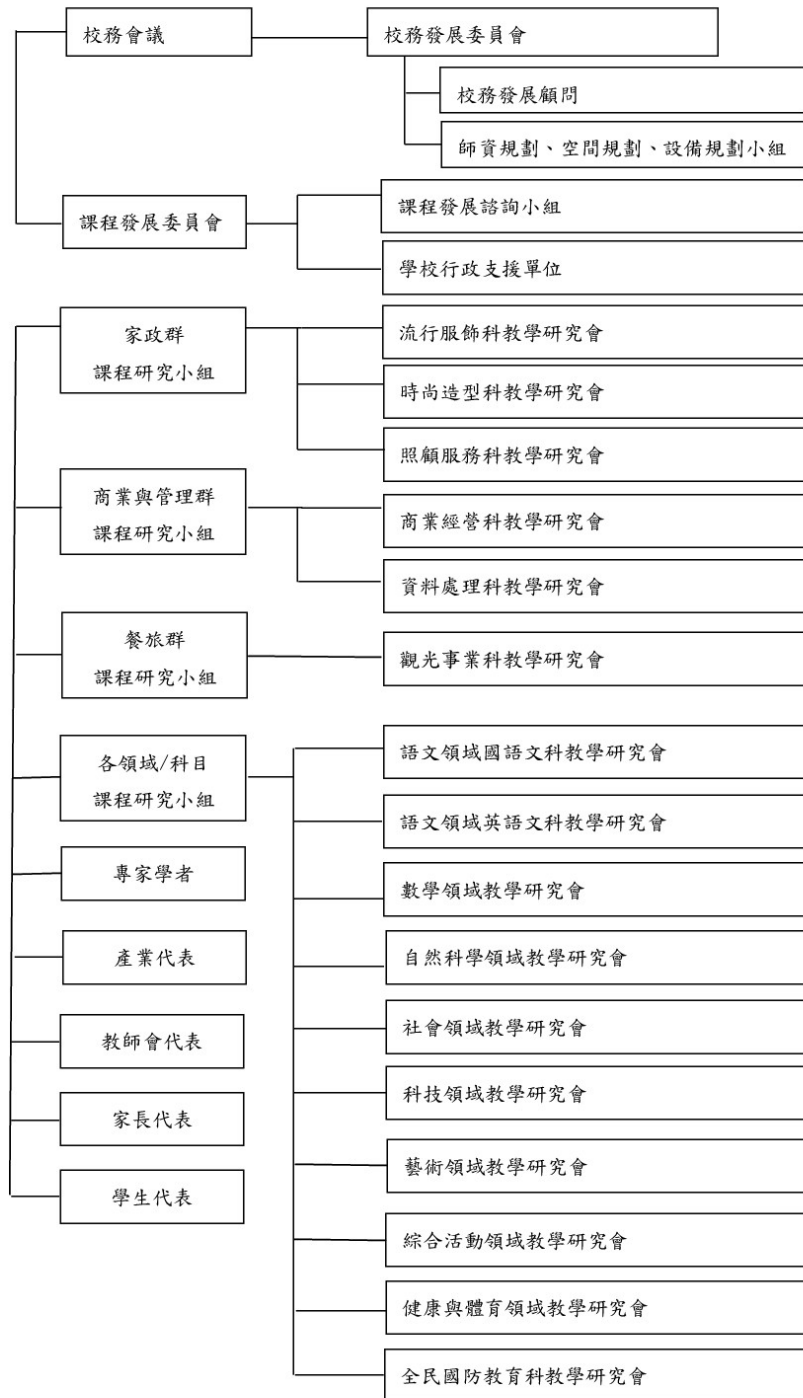 校務會議
校務發展委員會
校務發展顧問
師資規劃、空間規劃、設備規劃小組
課程發展委員會
課程發展諮詢小組
學校行政支援單位
家政群
課程研究小組
流行服飾科教學研究會
時尚造型科教學研究會
照顧服務科教學研究會
商業與管理群
課程研究小組
商業經營科教學研究會
資料處理科教學研究會
餐旅群
課程研究小組
觀光事業科教學研究會
各領域/科目
課程研究小組
語文領域國語文科教學研究會
語文領域英語文科教學研究會
數學領域教學研究會
自然科學領域教學研究會
社會領域教學研究會
科技領域教學研究會
藝術領域教學研究會
綜合活動領域教學研究會
健康與體育領域教學研究會
全民國防教育科教學研究會
專家學者
產業代表
教師會代表
家長代表
學生代表